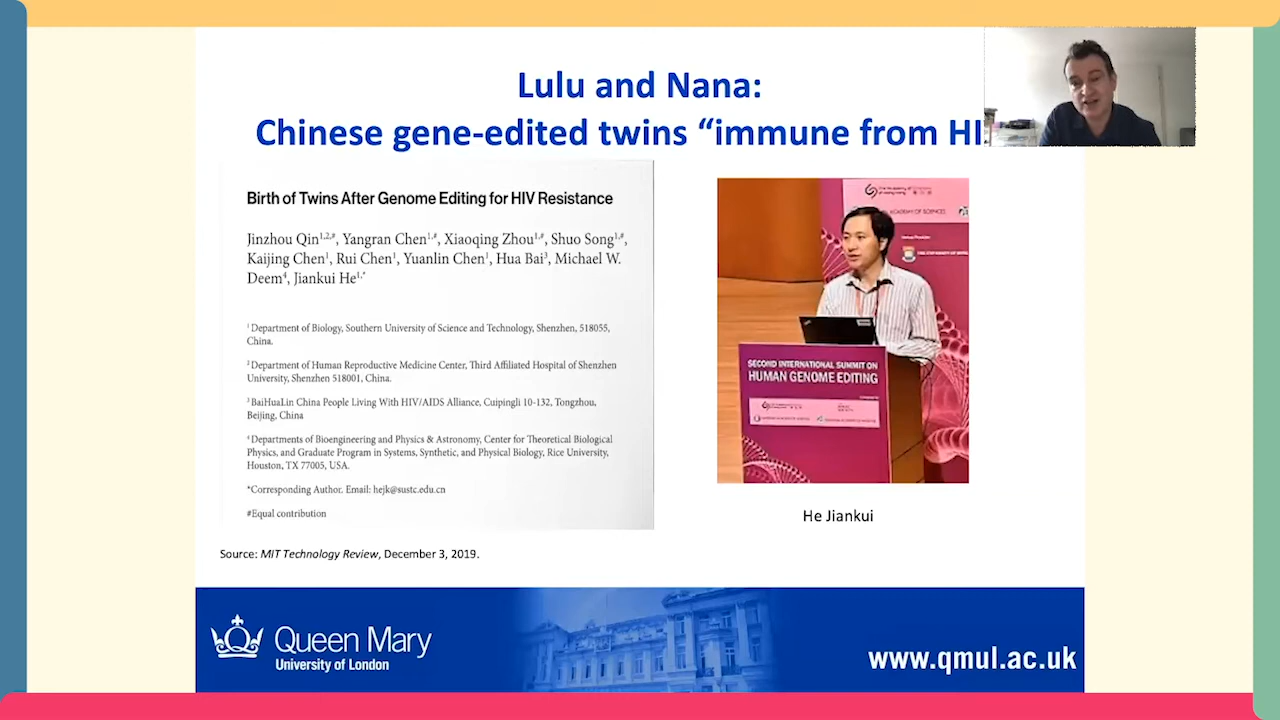 Lulu and Nana:
Chinese gene-edited twins “immune from HI
Birth of Twins After Genome Editing for HIV Resistance
Jinzhou Qin1,2,#, Yangran Chen1,#, Xiaoqing Zhou1,#, Shuo Song1,#,
Kaijing Chen1, Rui Chen1, Yuanlin Chen1, Hua Bai3, Michael W.
Deem4, Jiankui He1,*
1 Department of Biology, Southern University of Science and Technology, Shenzhen, 518055,
China.
2 Department of Human Reproductive Medicine Center, Third Affiliated Hospital of Shenzhen
University, Shenzhen 518001, China.
3 BaiHuaLin China People Living With HIV/AIDS Alliance, Cuipingli 10-132, Tongzhou,
Beijing, China
4 Departments of Bioengineering and Physics & Astronomy, Center for Theoretical Biological
Physics, and Graduate Program in Systems, Synthetic, and Physical Biology, Rice University,
Houston, TX 77005, USA.
*Corresponding Author. Email: hejk@sustc.edu.cn
#Equal contribution
Source: MIT Technology Review, December 3, 2019.
ACADEMY OF SCIENCES
SECOND INTERNATIONAL SUMMIT ON
HUMAN GENOME EDITING
He Jiankui
Queen Mary
University of London
www.qmul.ac.uk